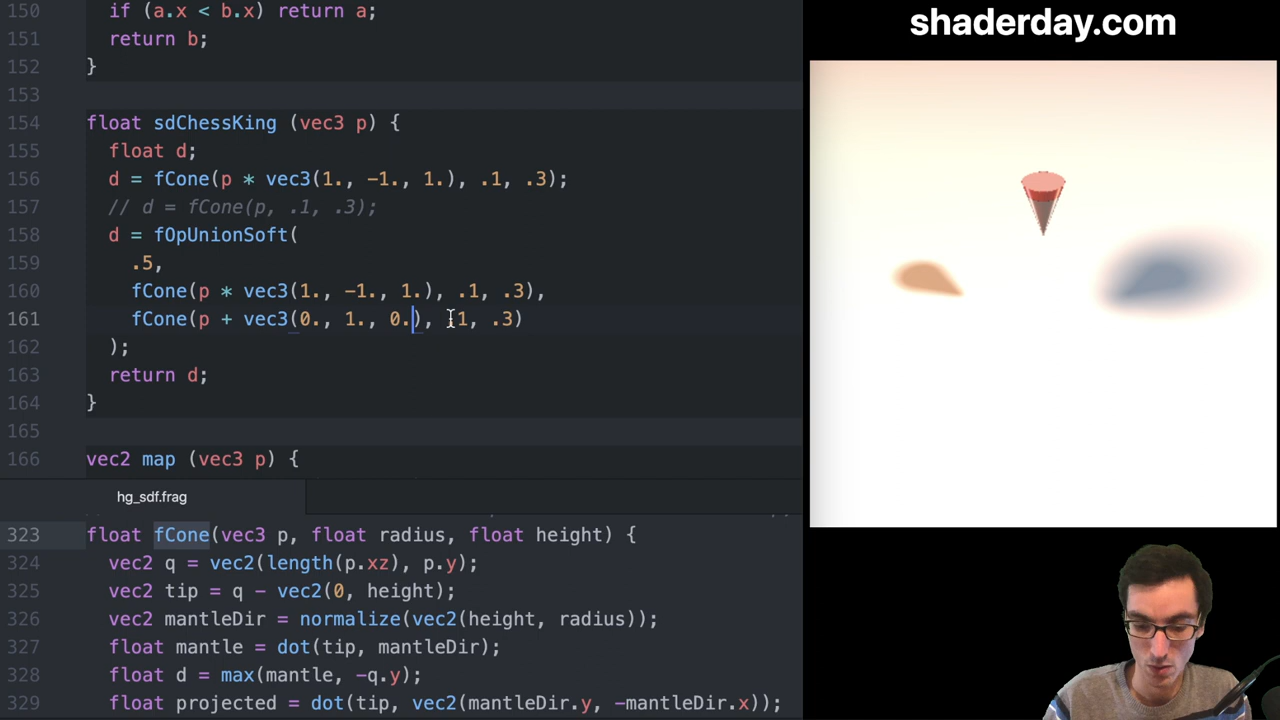 150 if (a.x < b.x) return a;
151 return b;
152 }
153
154 float sdChessKing (vec3 p) {
155 float d;
156 d = fCone(p * vec3(1., -1., 1.), .1, .3);
157 // d = fCone(p, .1, .3);
158 d = fOpUnionSoft(
159 .5,
160 fCone(p * vec3(1., -1., 1.), .1, .3),
161 fCone(p + vec3(0., 1., 0.), .1, .3)
162 );
163 return d;
164 }
165
166 vec2 map (vec3 p) {
hg_sdf.frag
323 float fCone(vec3 p, float radius, float height) {
324 vec2 q = vec2(length(p.xz), p.y);
325 vec2 tip = q - vec2(0, height);
326 vec2 mantleDir = normalize(vec2(height, radius));
327 float mantle = dot(tip, mantleDir);
328 float d = max(mantle, -q.y);
329 float projected = dot(tip, vec2(mantleDir.y, -mantleDir.x));
shaderday.com